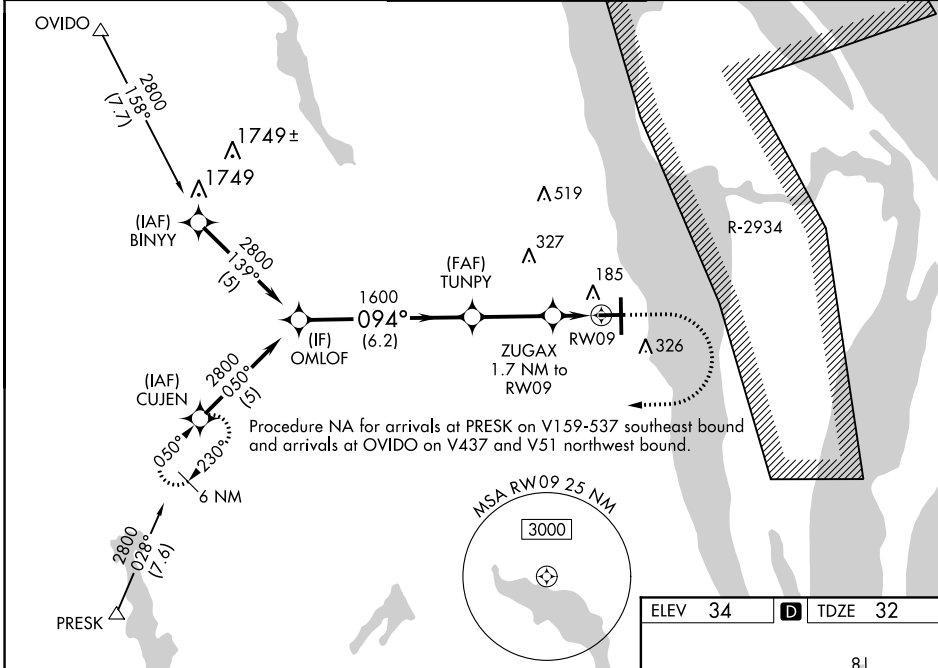 OVIDO
2800
158°
(7.7)
1749±
1749
(IAF)
BINYY
2800
139°
(5)
519
327
R-2934
(FAF)
TUNPY
185
1600
094°
(6.2)
(IF)
OMLOF
ZUGAX
1.7 NM to
RW09
RW09
326
(IAF)
CUJEN
2800
050°
(5)
Procedure NA for arrivals at PRESK on V159-537 southeast bound
and arrivals at OVIDO on V437 and V51 northwest bound.
050°
230°
6 NM
MSA RW09 25 NM
3000
2800
028°
(7.6)
PRESK
ELEV 34 D TDZE 32